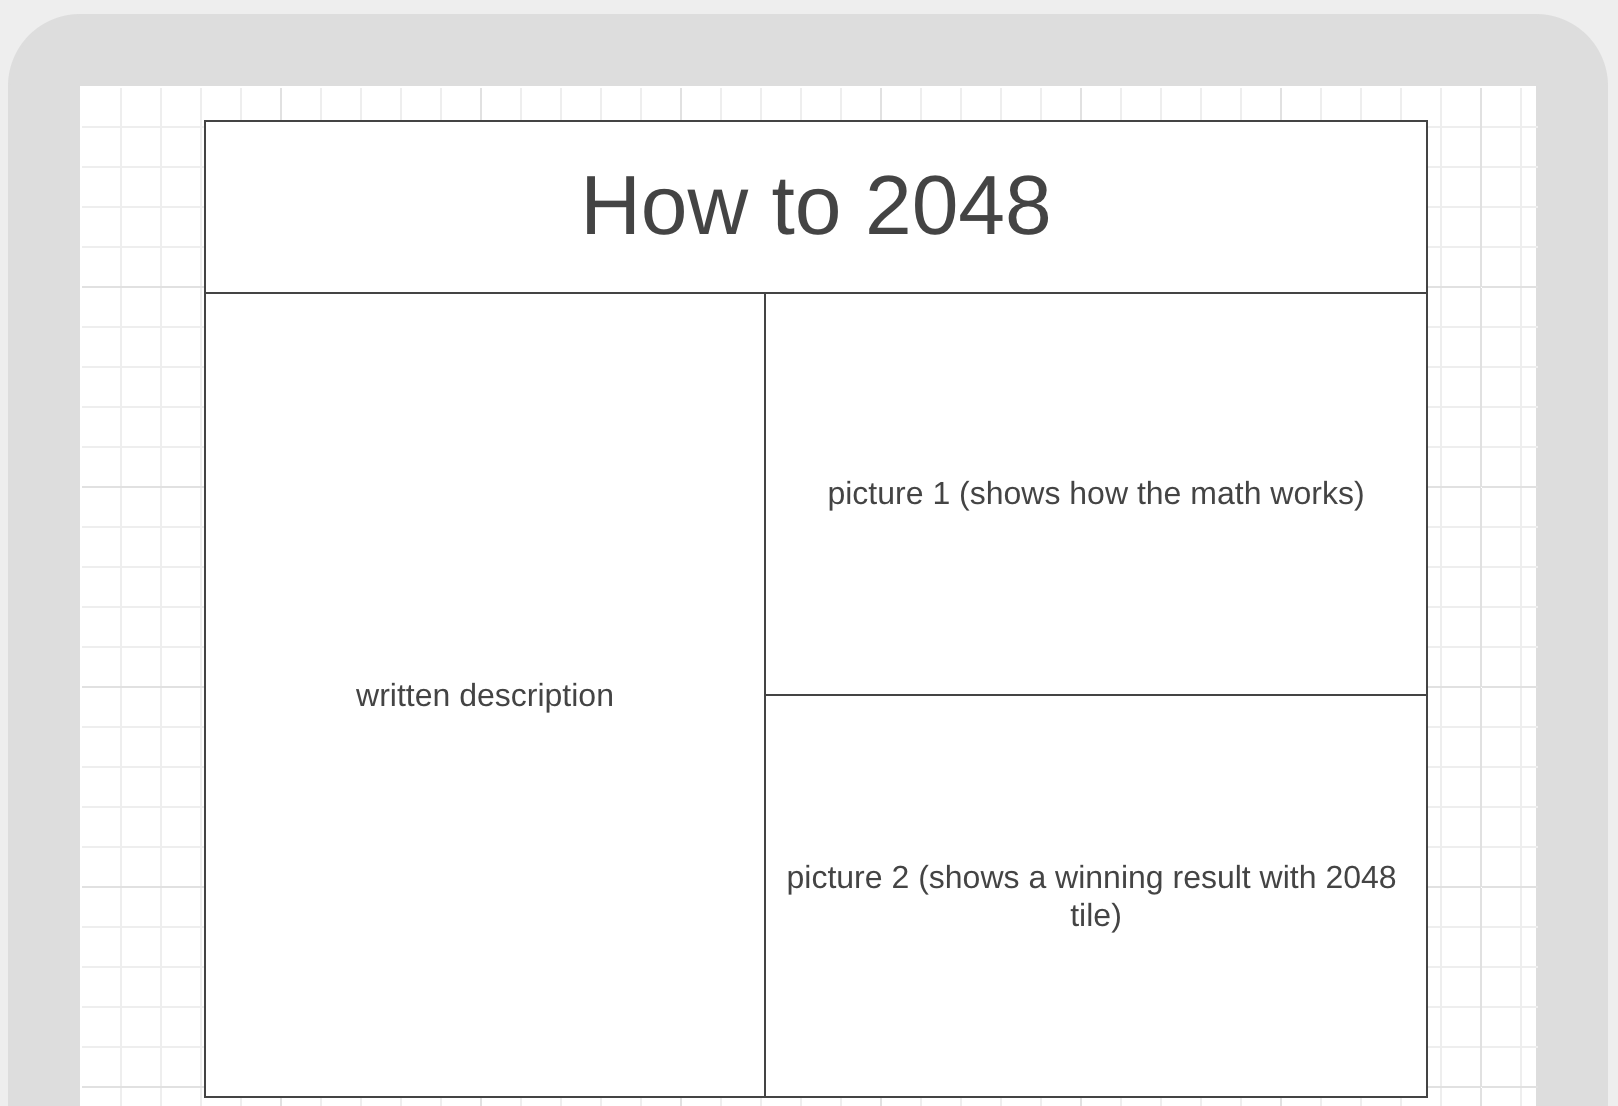 How to 2048
written description
picture 1 (shows how the math works)
picture 2 (shows a winning result with 2048
tile)